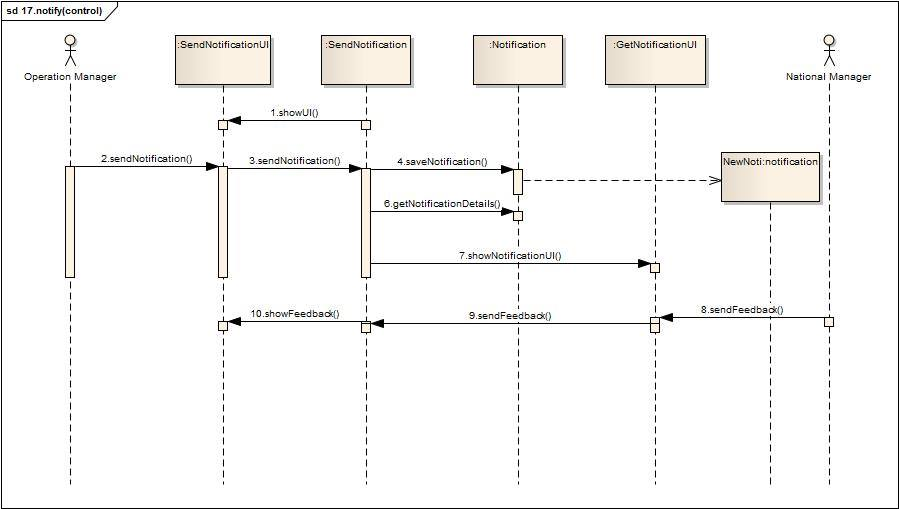 sd 17.notify(control)
Operation Manager
:SendNotificationUI
:SendNotification
:Notification
:GetNotificationUI
National Manager
1.showUI()
2.sendNotification()
3.sendNotification()
4.saveNotification()
NewNoti:notification
6.getNotificationDetails()
7.showNotificationUI()
8.sendFeedback()
9.sendFeedback()
10.showFeedback()